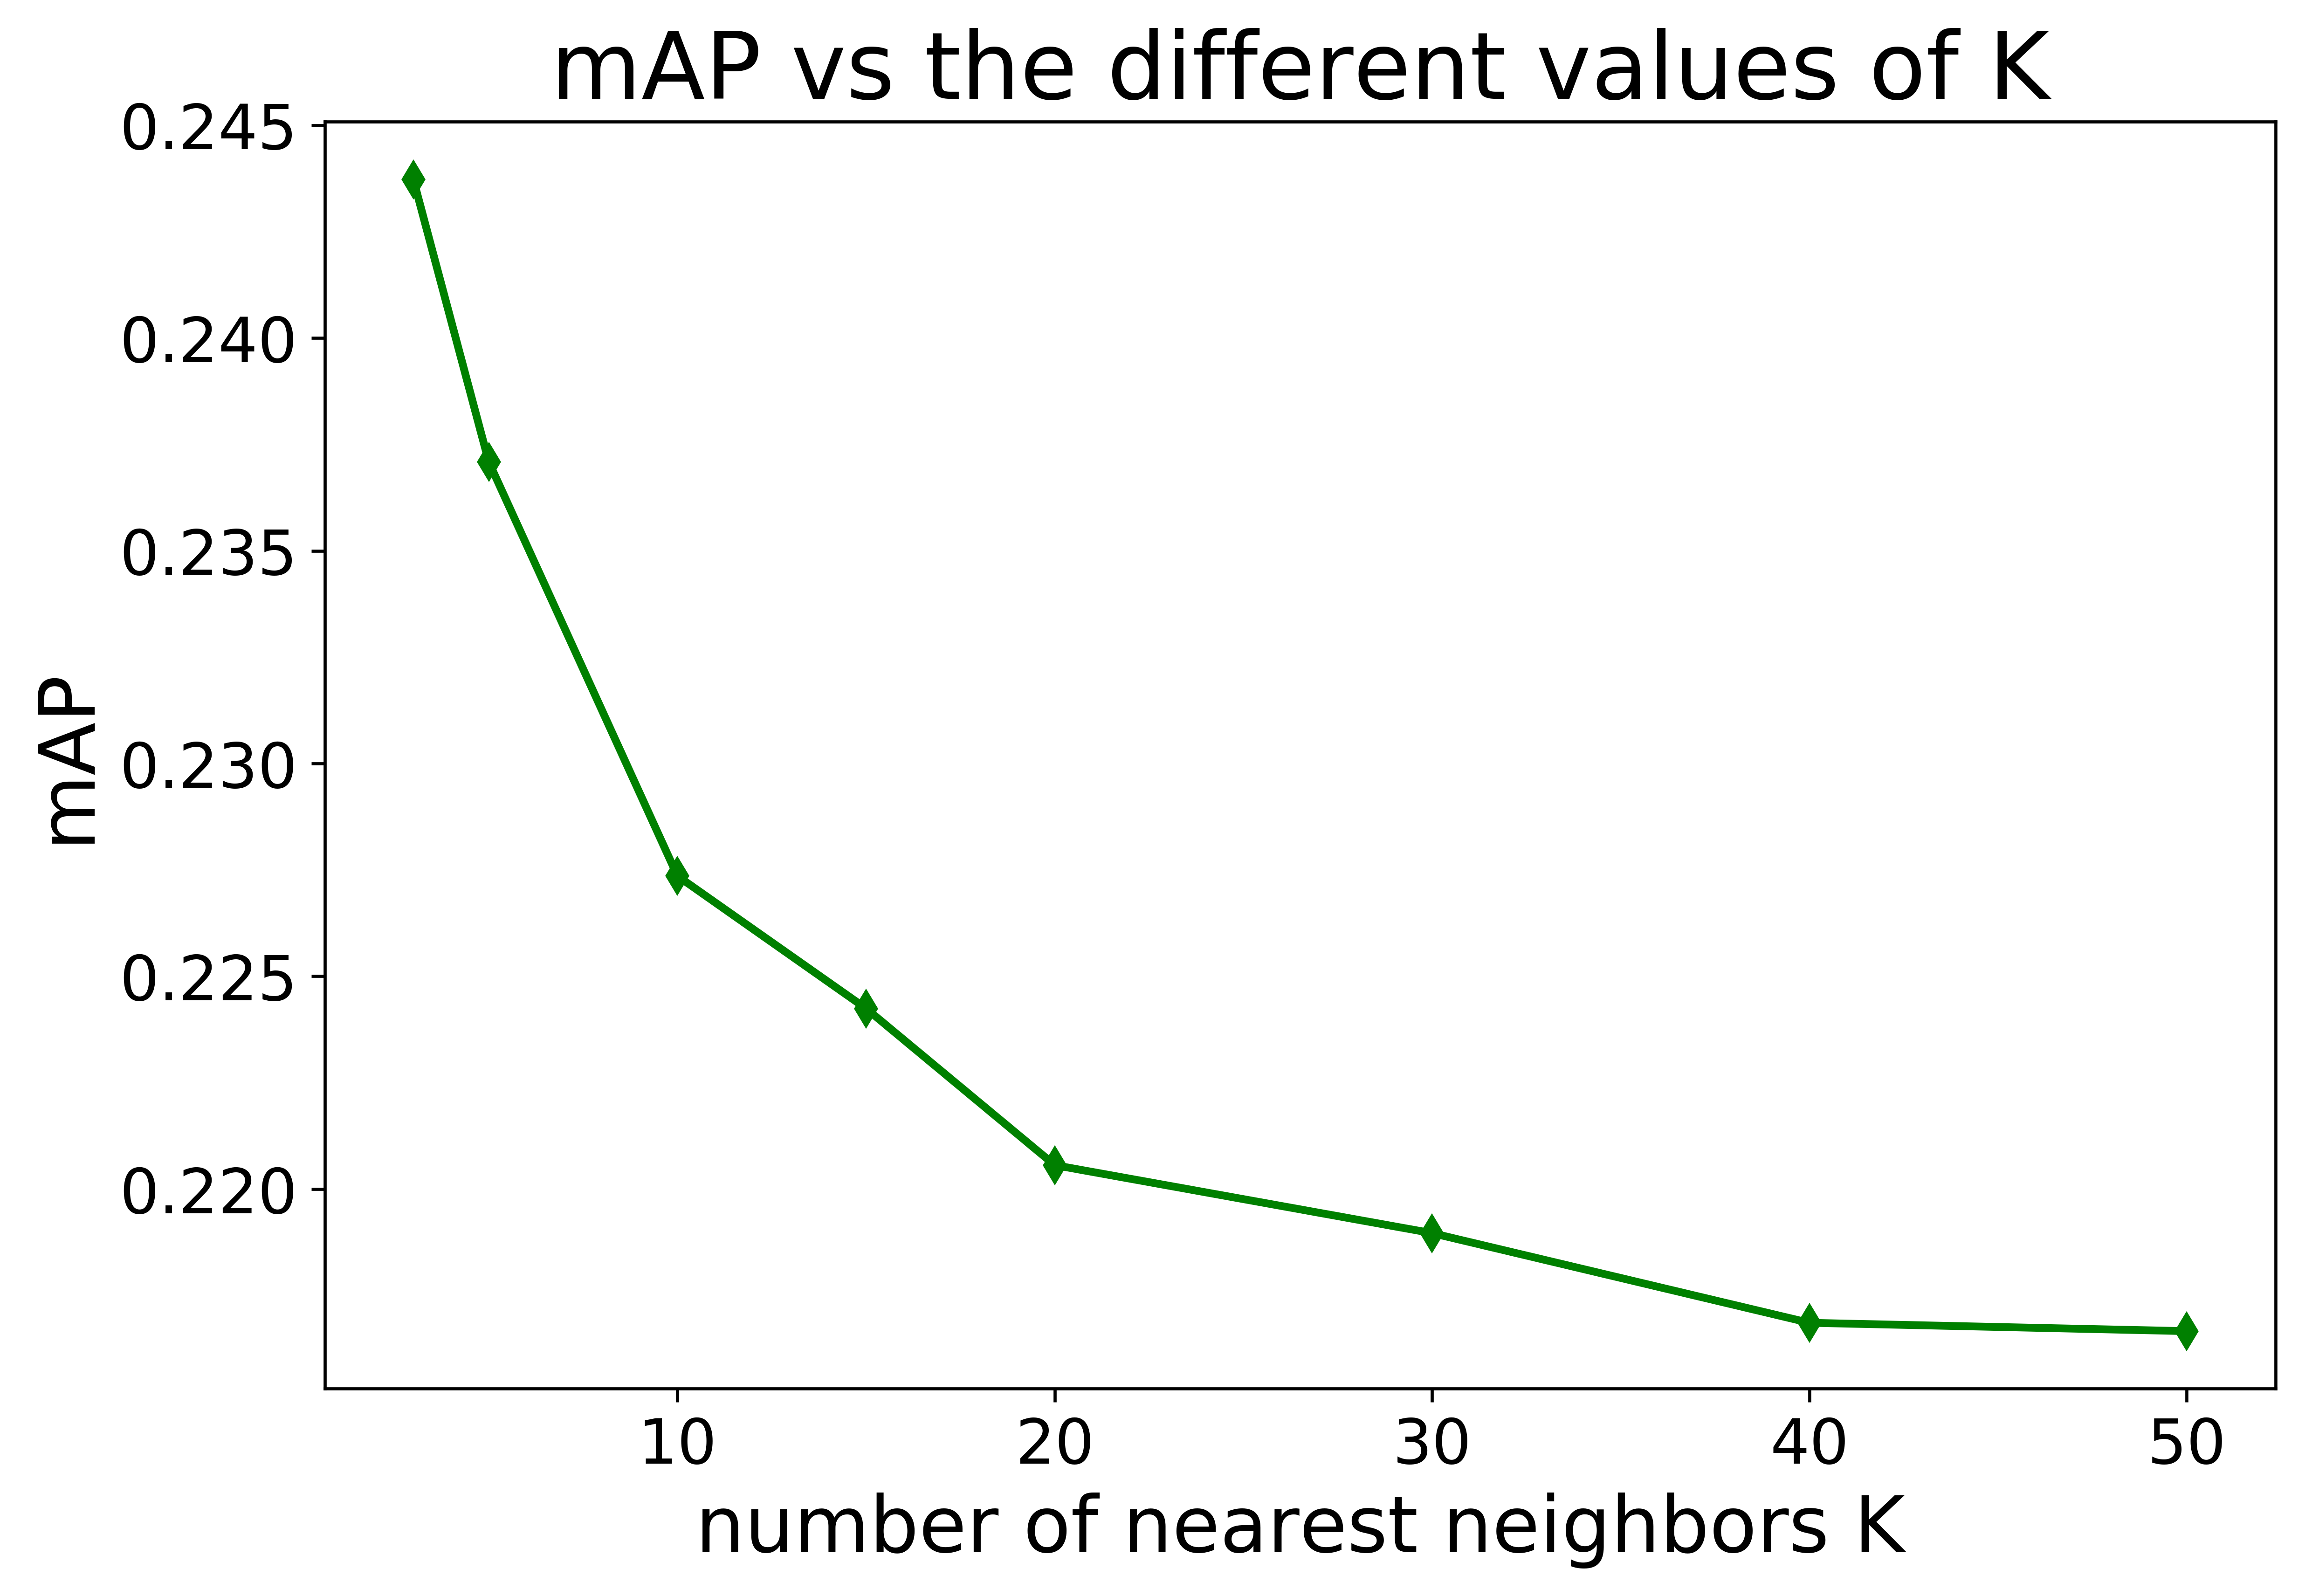 mAP vs the different values of K
0.245
0.240
0.235
0.230
0.225
0.220
mAP
10 20 30 40 50
number of nearest neighbors K